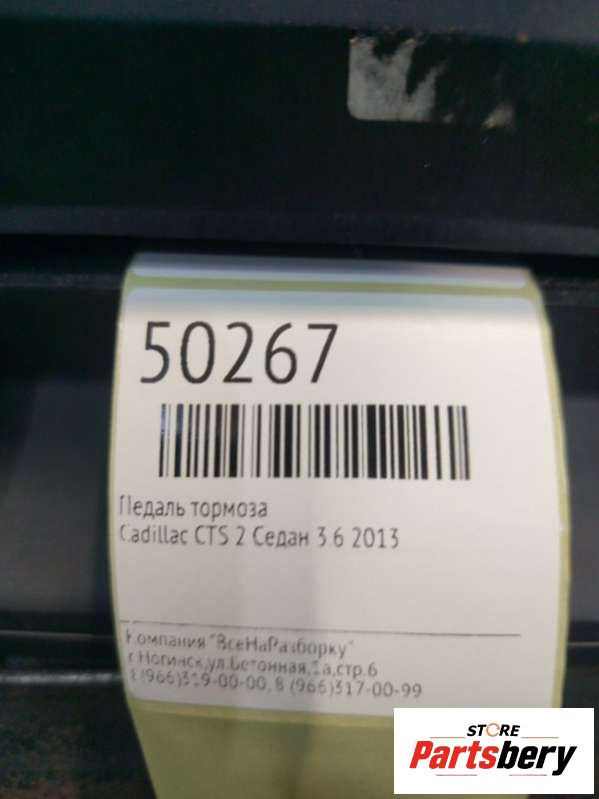 50267
Педаль тормоза
Cadillac CTS 2 Седан 3.6 2013
Компания "ВсеНаРазборку"
г.Ногинск,ул.Бетонная,1а,стр.6
8 (966)319-00-00, 8 (966)317-00-99
STORE
Partsbery